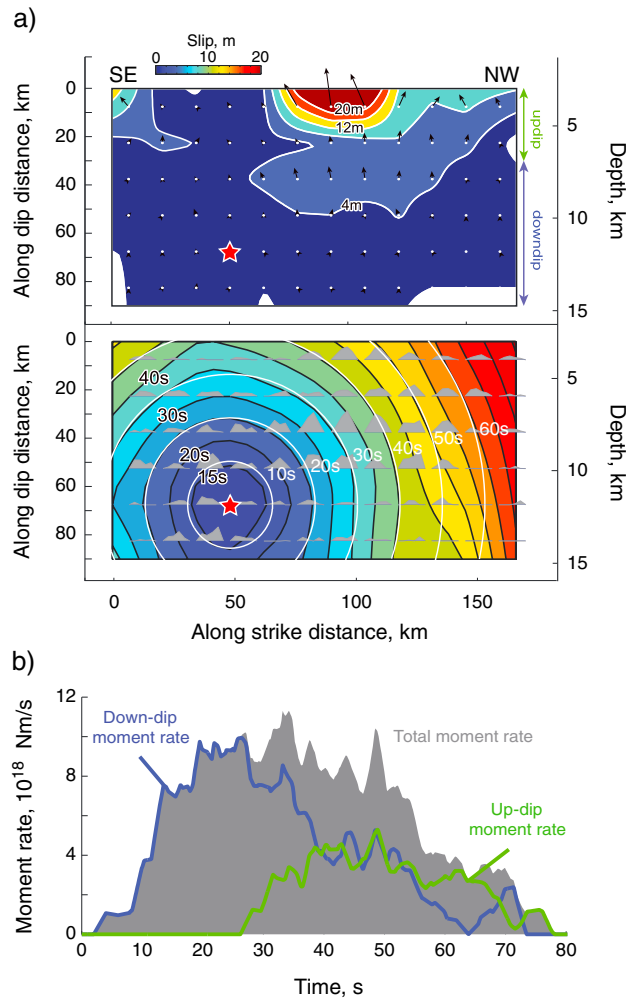 a)
Slip, m
0 10 20
SE
NW
0
20
40
60
80
Along dip distance, km
20m
12m
4m
updip
downdip
5
10
15
Depth, km
0
20
40
60
80
Along dip distance, km
40s
30s
20s
15s
10s
20s
30s
40s
50s
60s
5
10
15
Depth, km
0 50 100 150
Along strike distance, km
b)
12
8
4
0
Moment rate, 10¹⁸ Nm/s
Down-dip
moment rate
Total moment rate
Up-dip
moment rate
0 10 20 30 40 50 60 70 80
Time, s